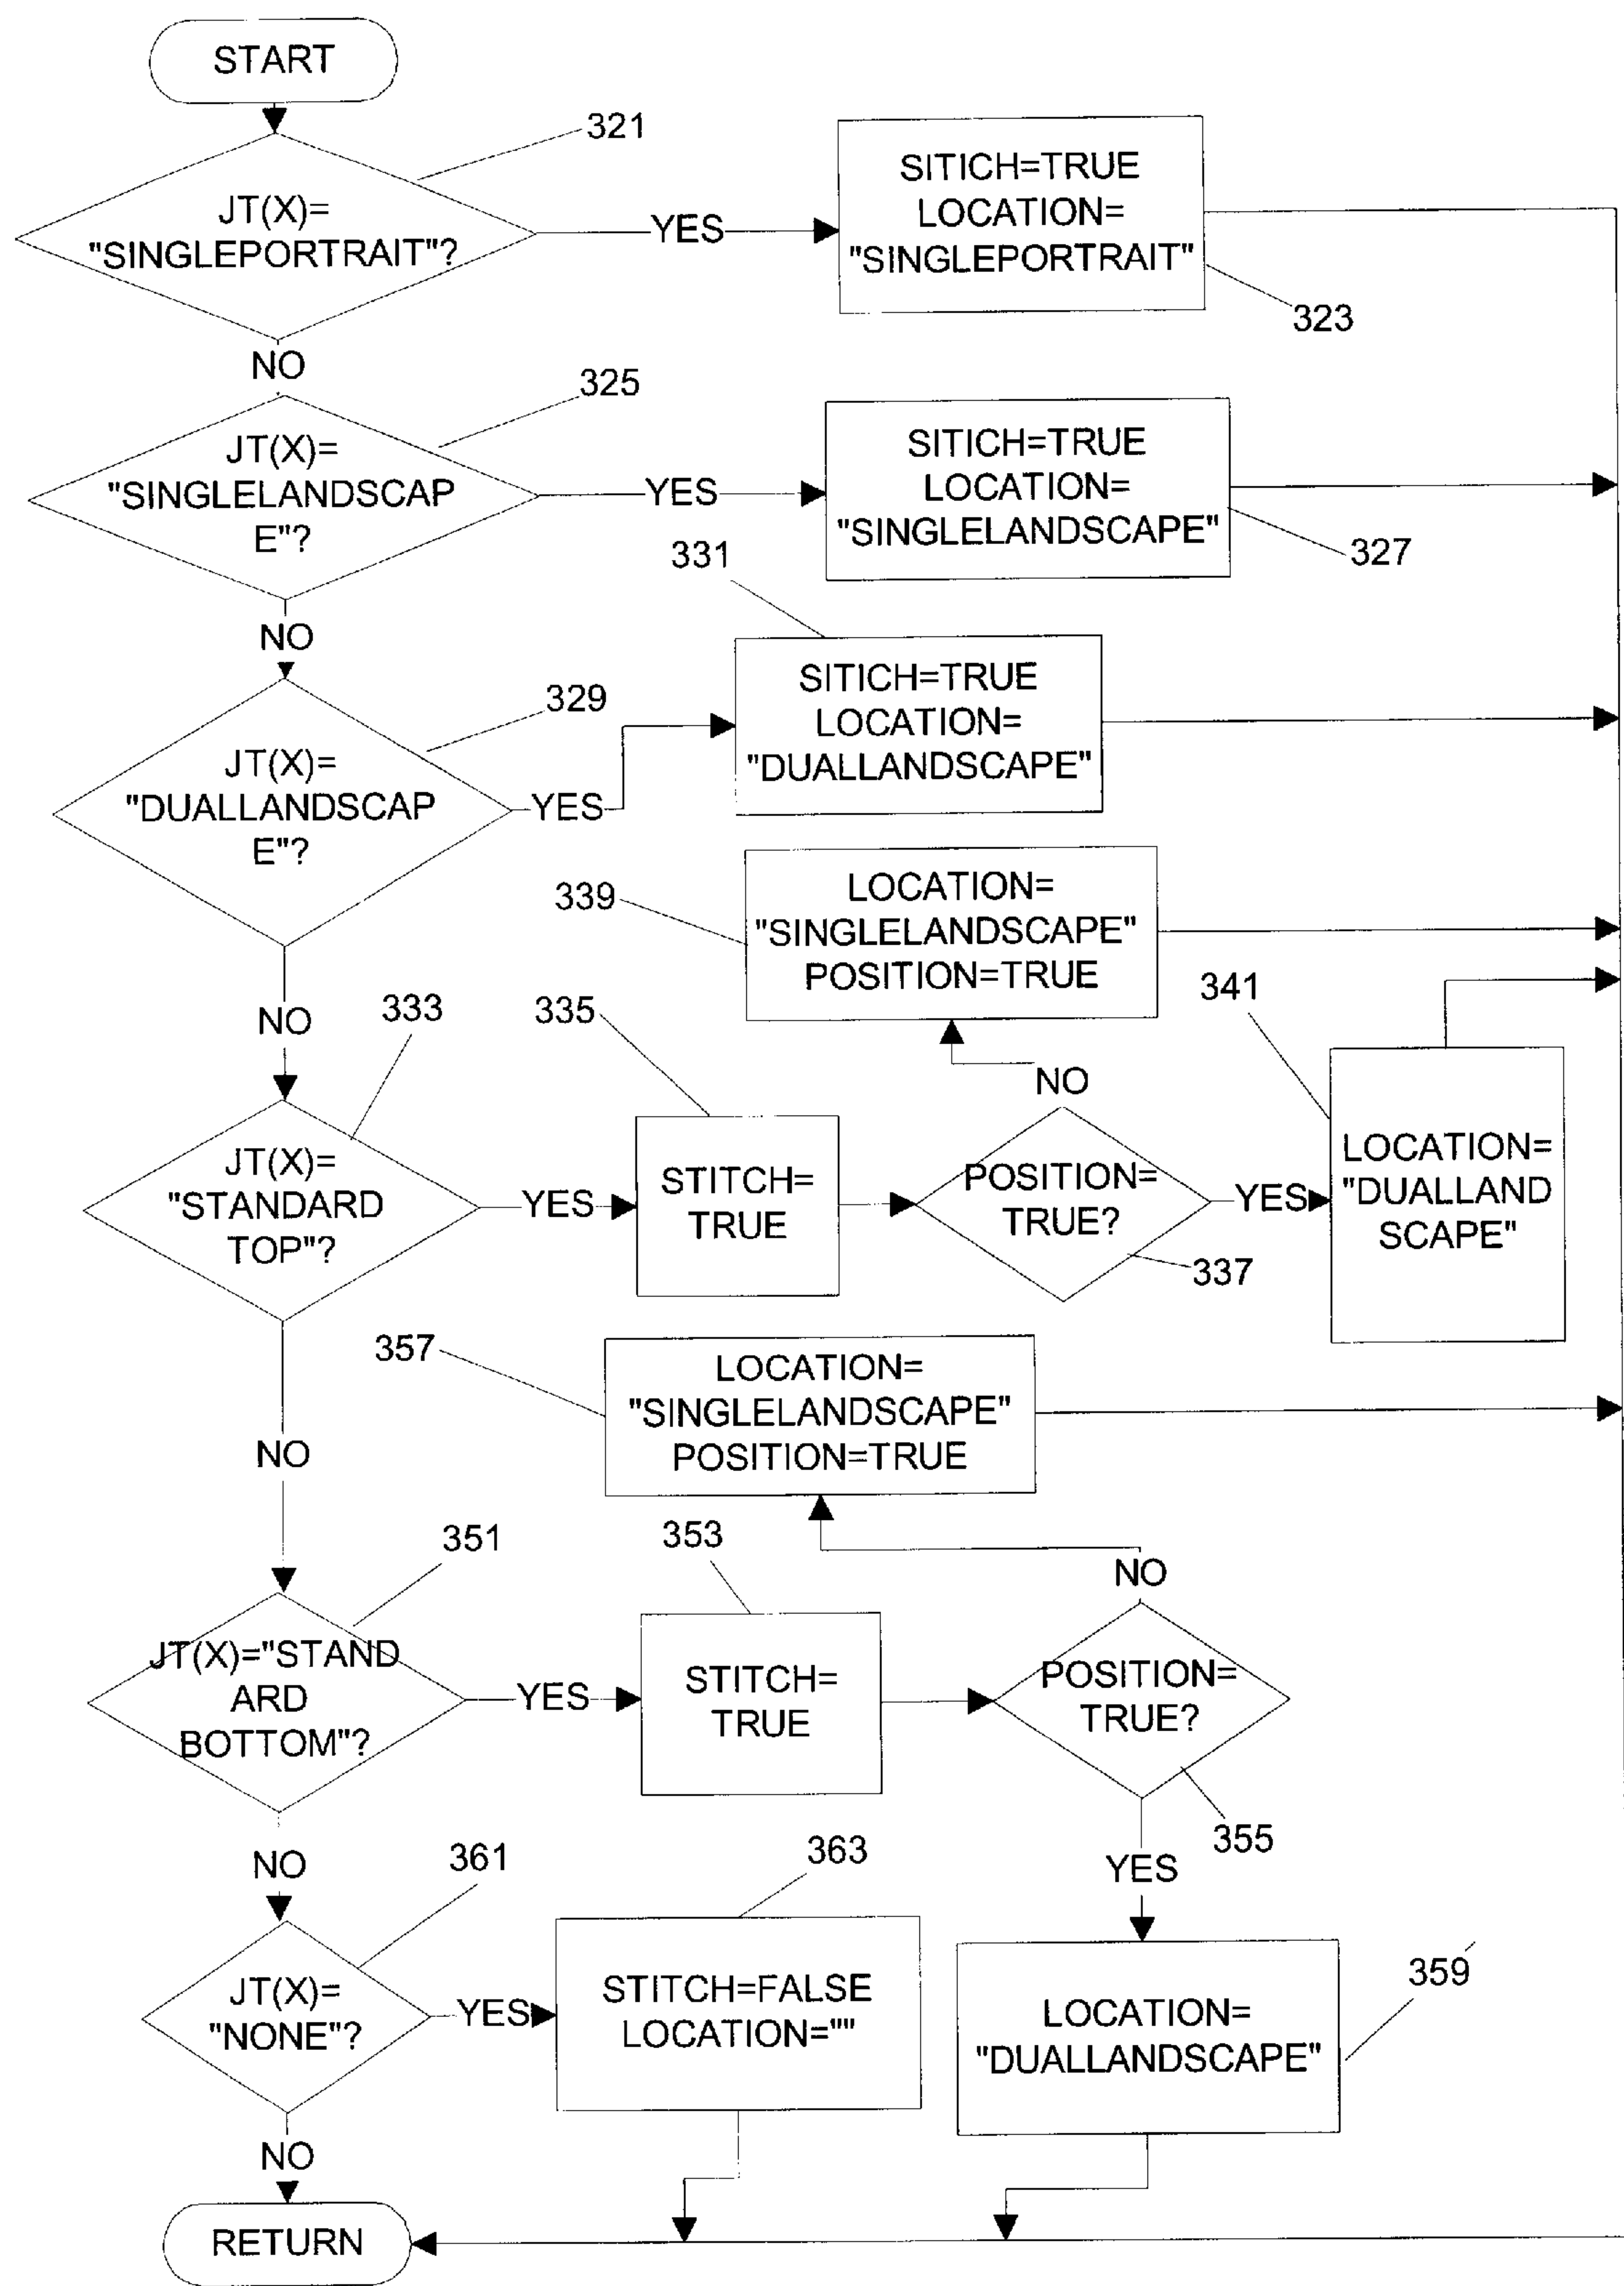 START
321
JT(X)=
"SINGLEPORTRAIT"?
YES
SITICH=TRUE
LOCATION=
"SINGLEPORTRAIT"
323
NO
325
JT(X)=
"SINGLELANDSCAP
E"?
YES
SITICH=TRUE
LOCATION=
"SINGLELANDSCAPE"
327
NO
331
329
JT(X)=
"DUALLANDSCAP
E"?
YES
SITICH=TRUE
LOCATION=
"DUALLANDSCAPE"
339
LOCATION=
"SINGLELANDSCAPE"
POSITION=TRUE
341
NO
333
335
NO
JT(X)=
"STANDARD
TOP"?
YES
STITCH=
TRUE
POSITION=
TRUE?
337
YES
LOCATION=
"DUALLAND
SCAPE"
357
LOCATION=
"SINGLELANDSCAPE"
POSITION=TRUE
NO
351
353
NO
JT(X)="STAND
ARD
BOTTOM"?
YES
STITCH=
TRUE
POSITION=
TRUE?
355
YES
NO
361
363
JT(X)=
"NONE"?
YES
STITCH=FALSE
LOCATION=""
359
LOCATION=
"DUALLANDSCAPE"
NO
RETURN